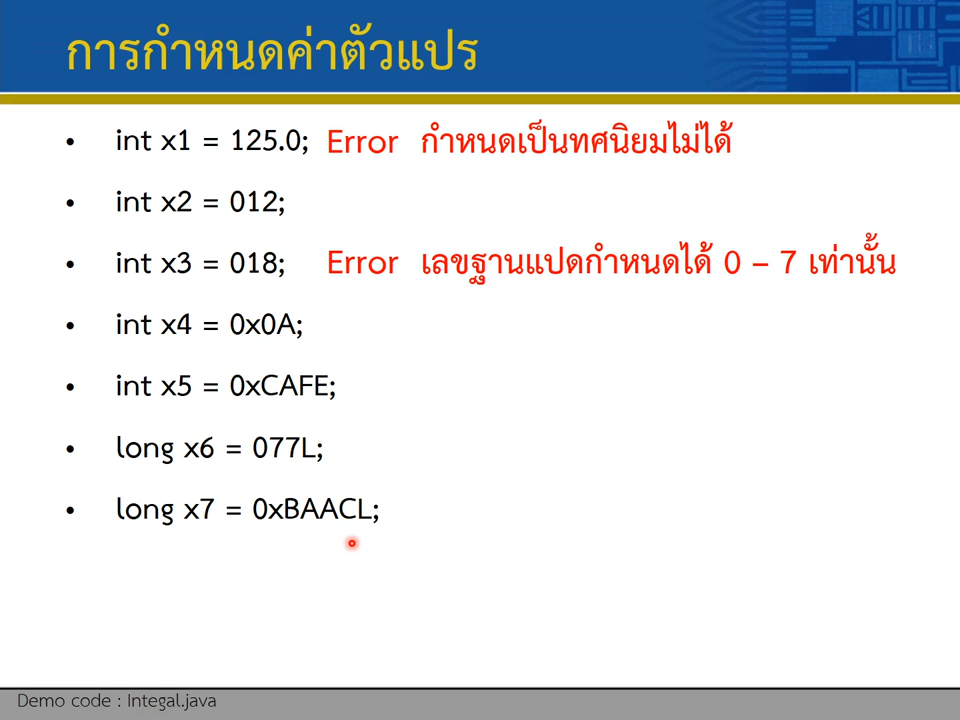 การกำหนดค่าตัวแปร
• int x1 = 125.0; Error กำหนดเป็นทศนิยมไม่ได้
• int x2 = 012;
• int x3 = 018; Error เลขฐานแปดกำหนดได้ 0 – 7 เท่านั้น
• int x4 = 0x0A;
• int x5 = 0xCAFE;
• long x6 = 077L;
• long x7 = 0xBAACL;
Demo code : Integal.java